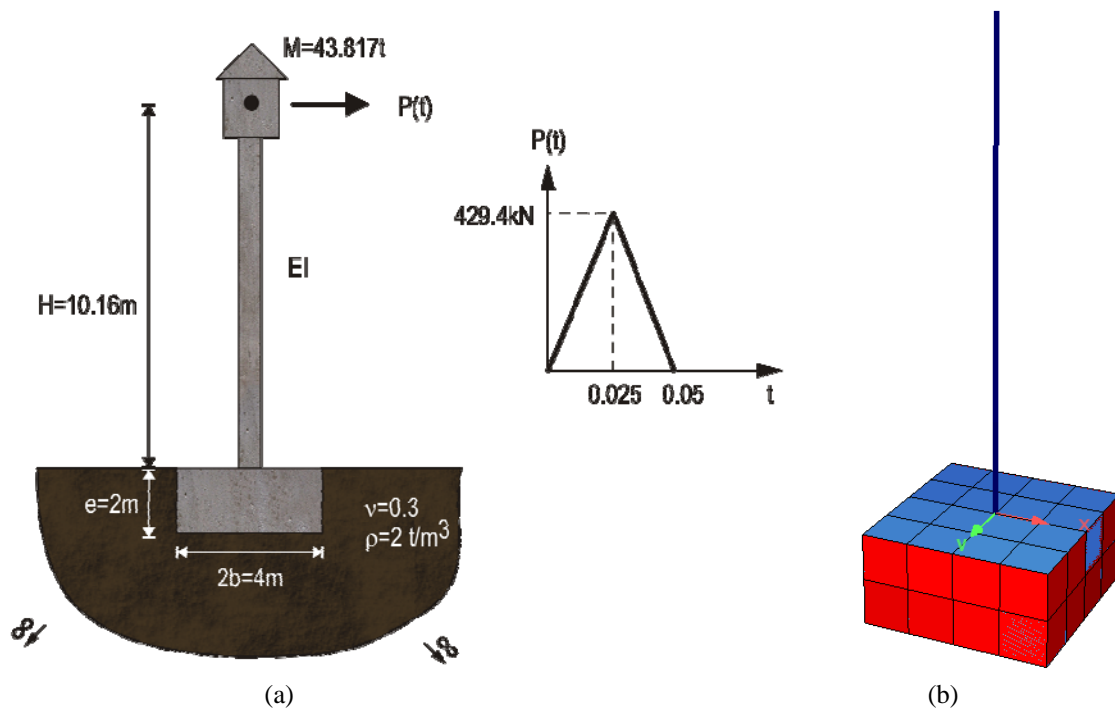 M=43.817t
P(t)
P(t)
429.4kN
EI
H=10.16m
0.025 0.05 t
e=2m
ν=0.3
ρ=2 t/m³
2b=4m
∞
∞
x
y
(a)
(b)